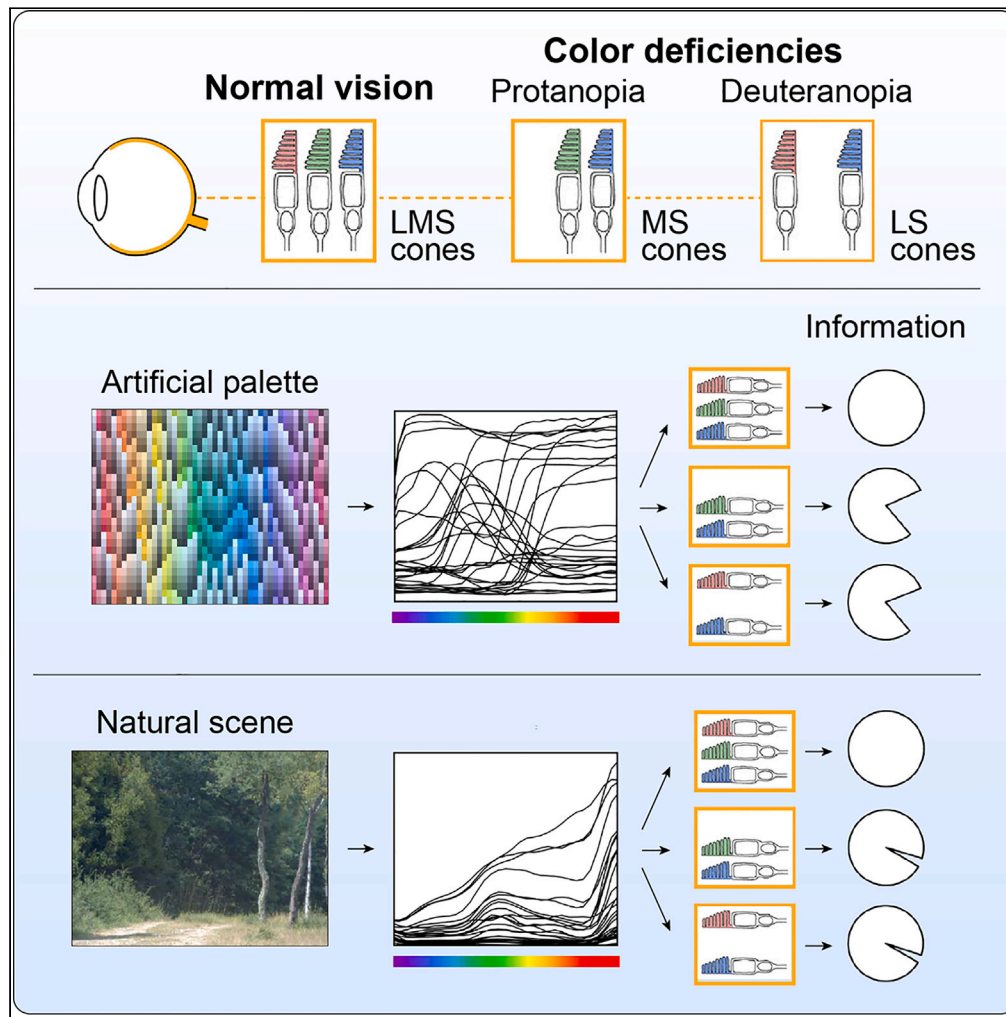 Color deficiencies
Normal vision
Protanopia
Deuteranopia
LMS
cones
MS
cones
LS
cones
Information
Artificial palette
Natural scene